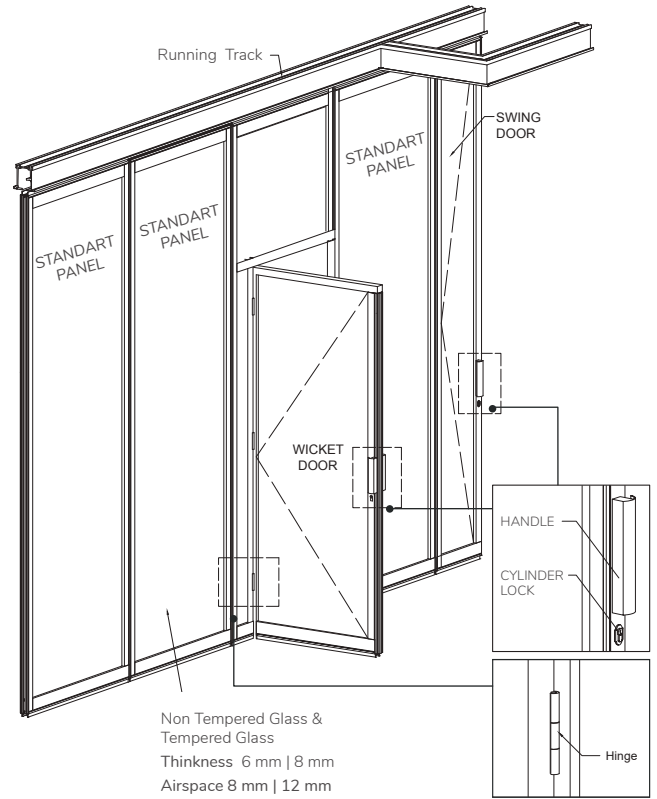 Running Track
SWING
DOOR
STANDART
PANEL
STANDART
PANEL
STANDART
PANEL
WICKET
DOOR
HANDLE
CYLINDER
LOCK
Non Tempered Glass &
Tempered Glass
Thinkness 6 mm | 8 mm
Airspace 8 mm | 12 mm
Hinge